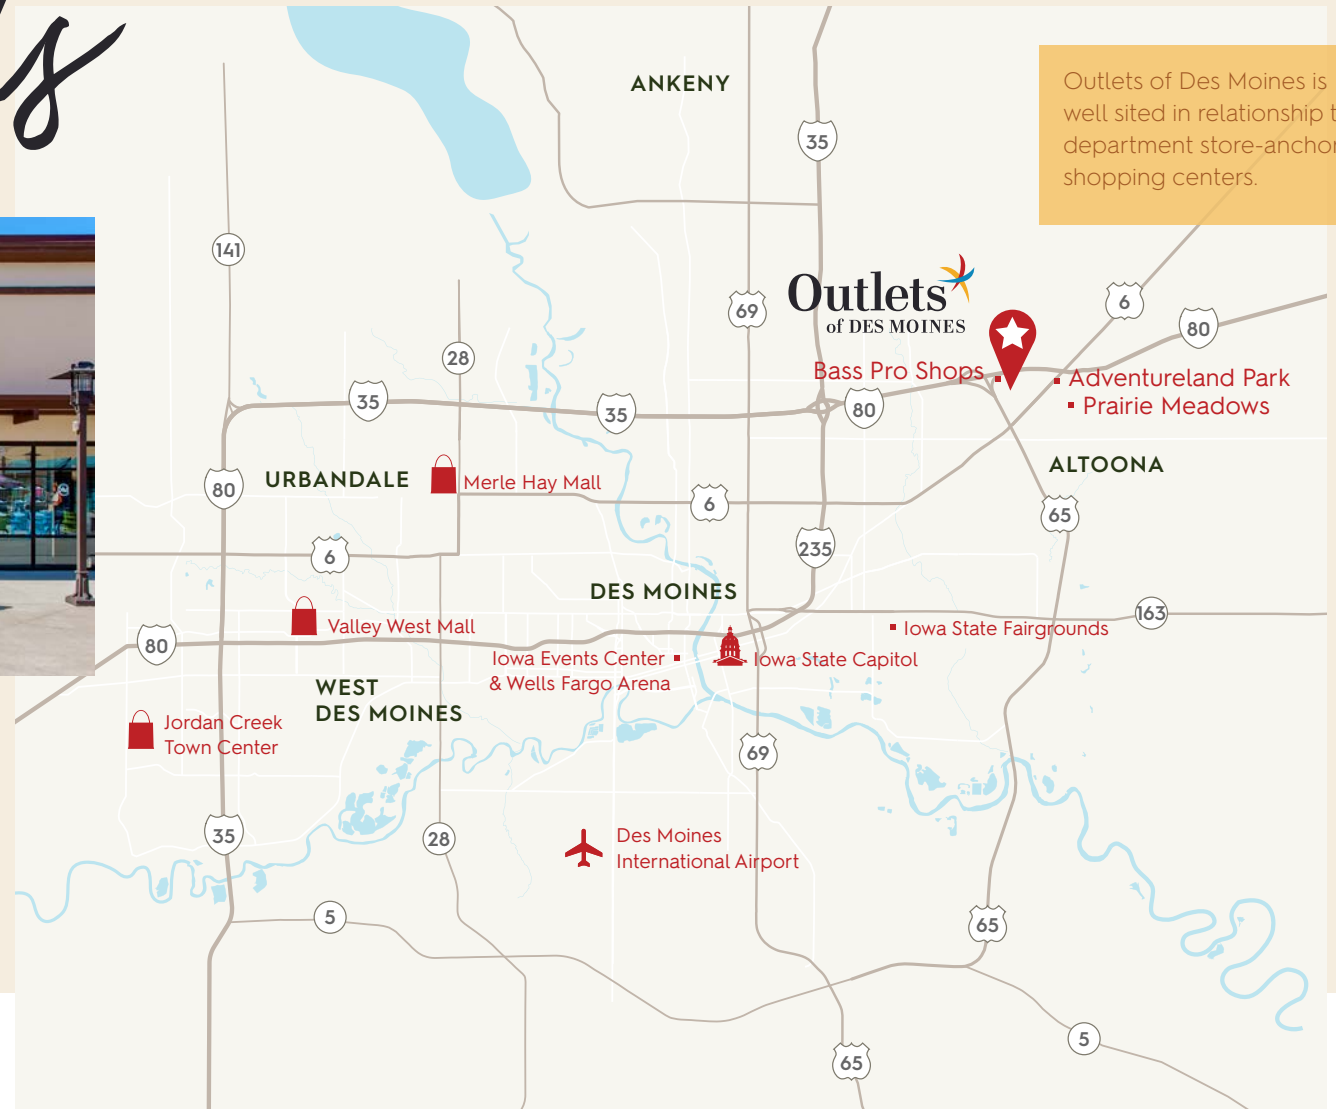 s
ANKENY
Outlets of Des Moines is
well sited in relationship
department store-anchor
shopping centers.
35
141
69
Outlets
of DES MOINES
6
80
28
Bass Pro Shops
Adventureland Park
Prairie Meadows
35
35
80
URBANDALE
Merle Hay Mall
ALTOONA
80
6
65
6
235
DES MOINES
163
Valley West Mall
Iowa State Fairgrounds
80
Iowa Events Center
& Wells Fargo Arena
Iowa State Capitol
WEST
DES MOINES
Jordan Creek
Town Center
69
35
28
Des Moines
International Airport
5
65
5
65